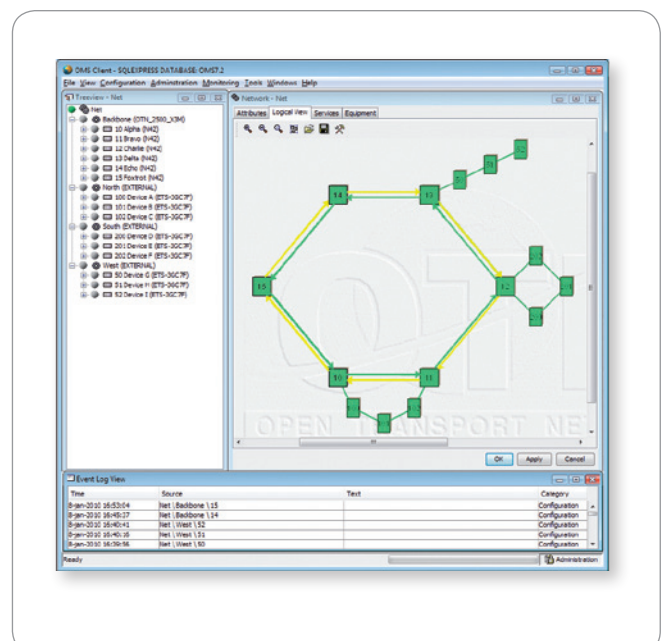 OMS Client - SQLEXPRESS DATABASE: OMS7.2
File View Configuration Adminstration Monitoring Tools Windows Help
Treeview - Net
Net
Backbone (OTN_2500_X3M)
10 Alpha (N42)
11 Bravo (N42)
12 Charlie (N42)
13 Delta (N42)
14 Echo (N42)
15 Foxtrot (N42)
North (EXTERNAL)
100 Device A (ETS-3GC7F)
101 Device B (ETS-3GC7F)
102 Device C (ETS-3GC7F)
South (EXTERNAL)
200 Device D (ETS-3GC7F)
201 Device E (ETS-3GC7F)
202 Device F (ETS-3GC7F)
West (EXTERNAL)
50 Device G (ETS-3GC7F)
51 Device H (ETS-3GC7F)
52 Device I (ETS-3GC7F)
Network - Net
Attributes Logical View Services Equipment
52
51
50
14
13
15
12
10
11
OPEN TRANSPORT NE
OK Apply Cancel
Event Log View
Time Source Text Category
8-jan-2010 16:53:04 Net \ Backbone \ 15 Configuration
8-jan-2010 16:45:37 Net \ Backbone \ 14 Configuration
8-jan-2010 16:40:41 Net \ West \ 52 Configuration
8-jan-2010 16:40:16 Net \ West \ 51 Configuration
8-jan-2010 16:39:56 Net \ West \ 50 Configuration
Ready Administration